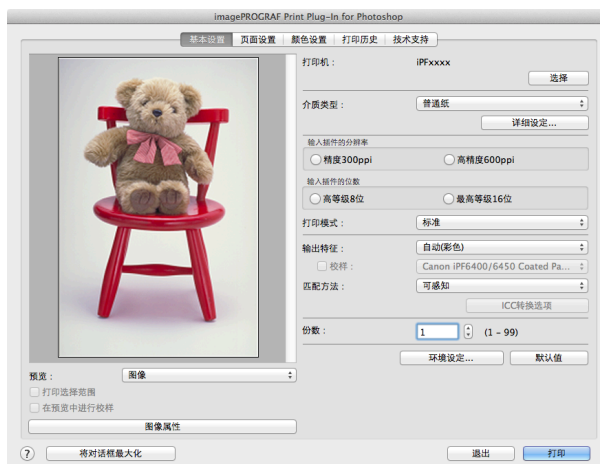 imagePROGRAF Print Plug-In for Photoshop
基本设置 页面设置 颜色设置 打印历史 技术支持
打印机： iPFxxxx
选择
介质类型： 普通纸
详细设定...
输入插件的分辨率
精度300ppi 高精度600ppi
输入插件的位数
高等级8位 最高等级16位
打印模式： 标准
输出特征： 自动(彩色)
校样： Canon iPF6400/6450 Coated Pa...
匹配方法： 可感知
ICC转换选项
份数： 1 (1 – 99)
环境设定... 默认值
预览： 图像
打印选择范围
在预览中进行校样
图像属性
? 将对话框最大化 退出 打印